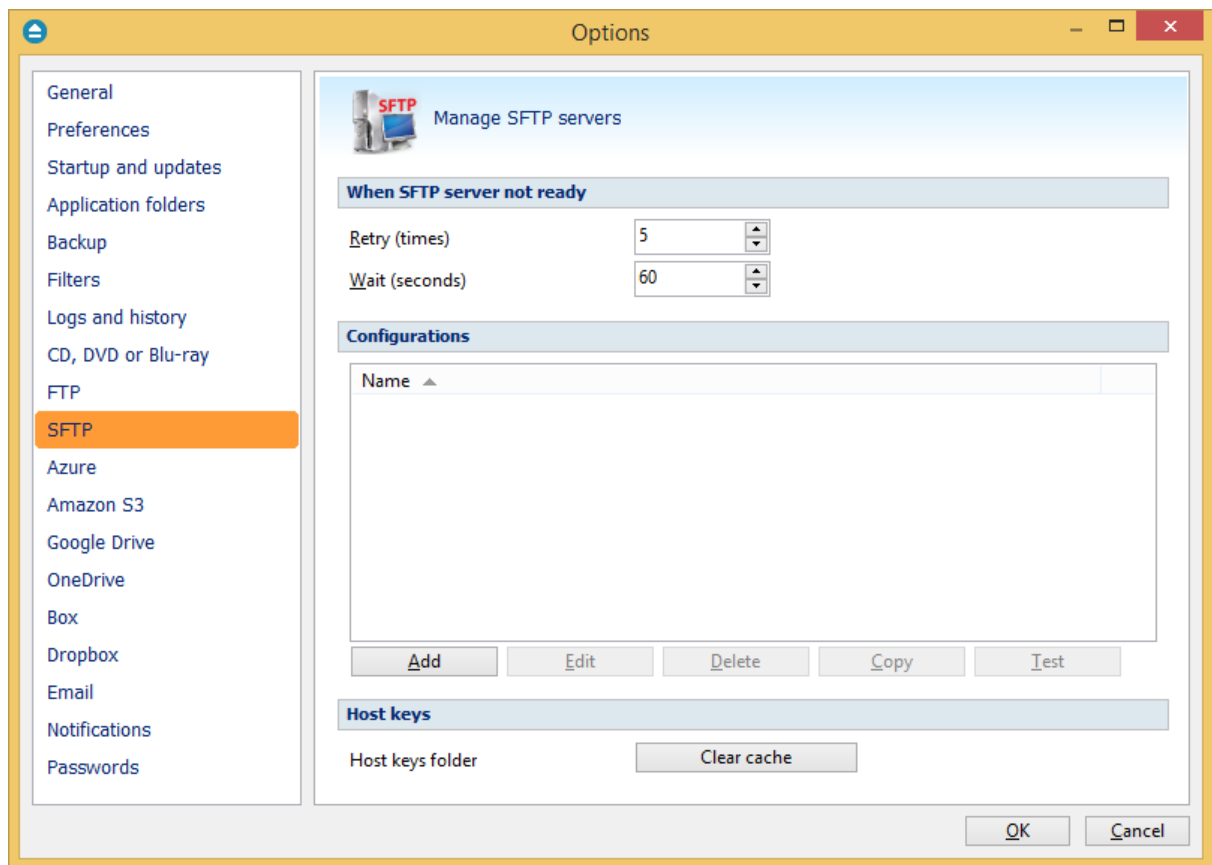 Options
General
Preferences
Startup and updates
Application folders
Backup
Filters
Logs and history
CD, DVD or Blu-ray
FTP
SFTP
Azure
Amazon S3
Google Drive
OneDrive
Box
Dropbox
Email
Notifications
Passwords
SFTP
Manage SFTP servers
When SFTP server not ready
Retry (times) 5
Wait (seconds) 60
Configurations
Name
Add Edit Delete Copy Test
Host keys
Host keys folder Clear cache
OK Cancel